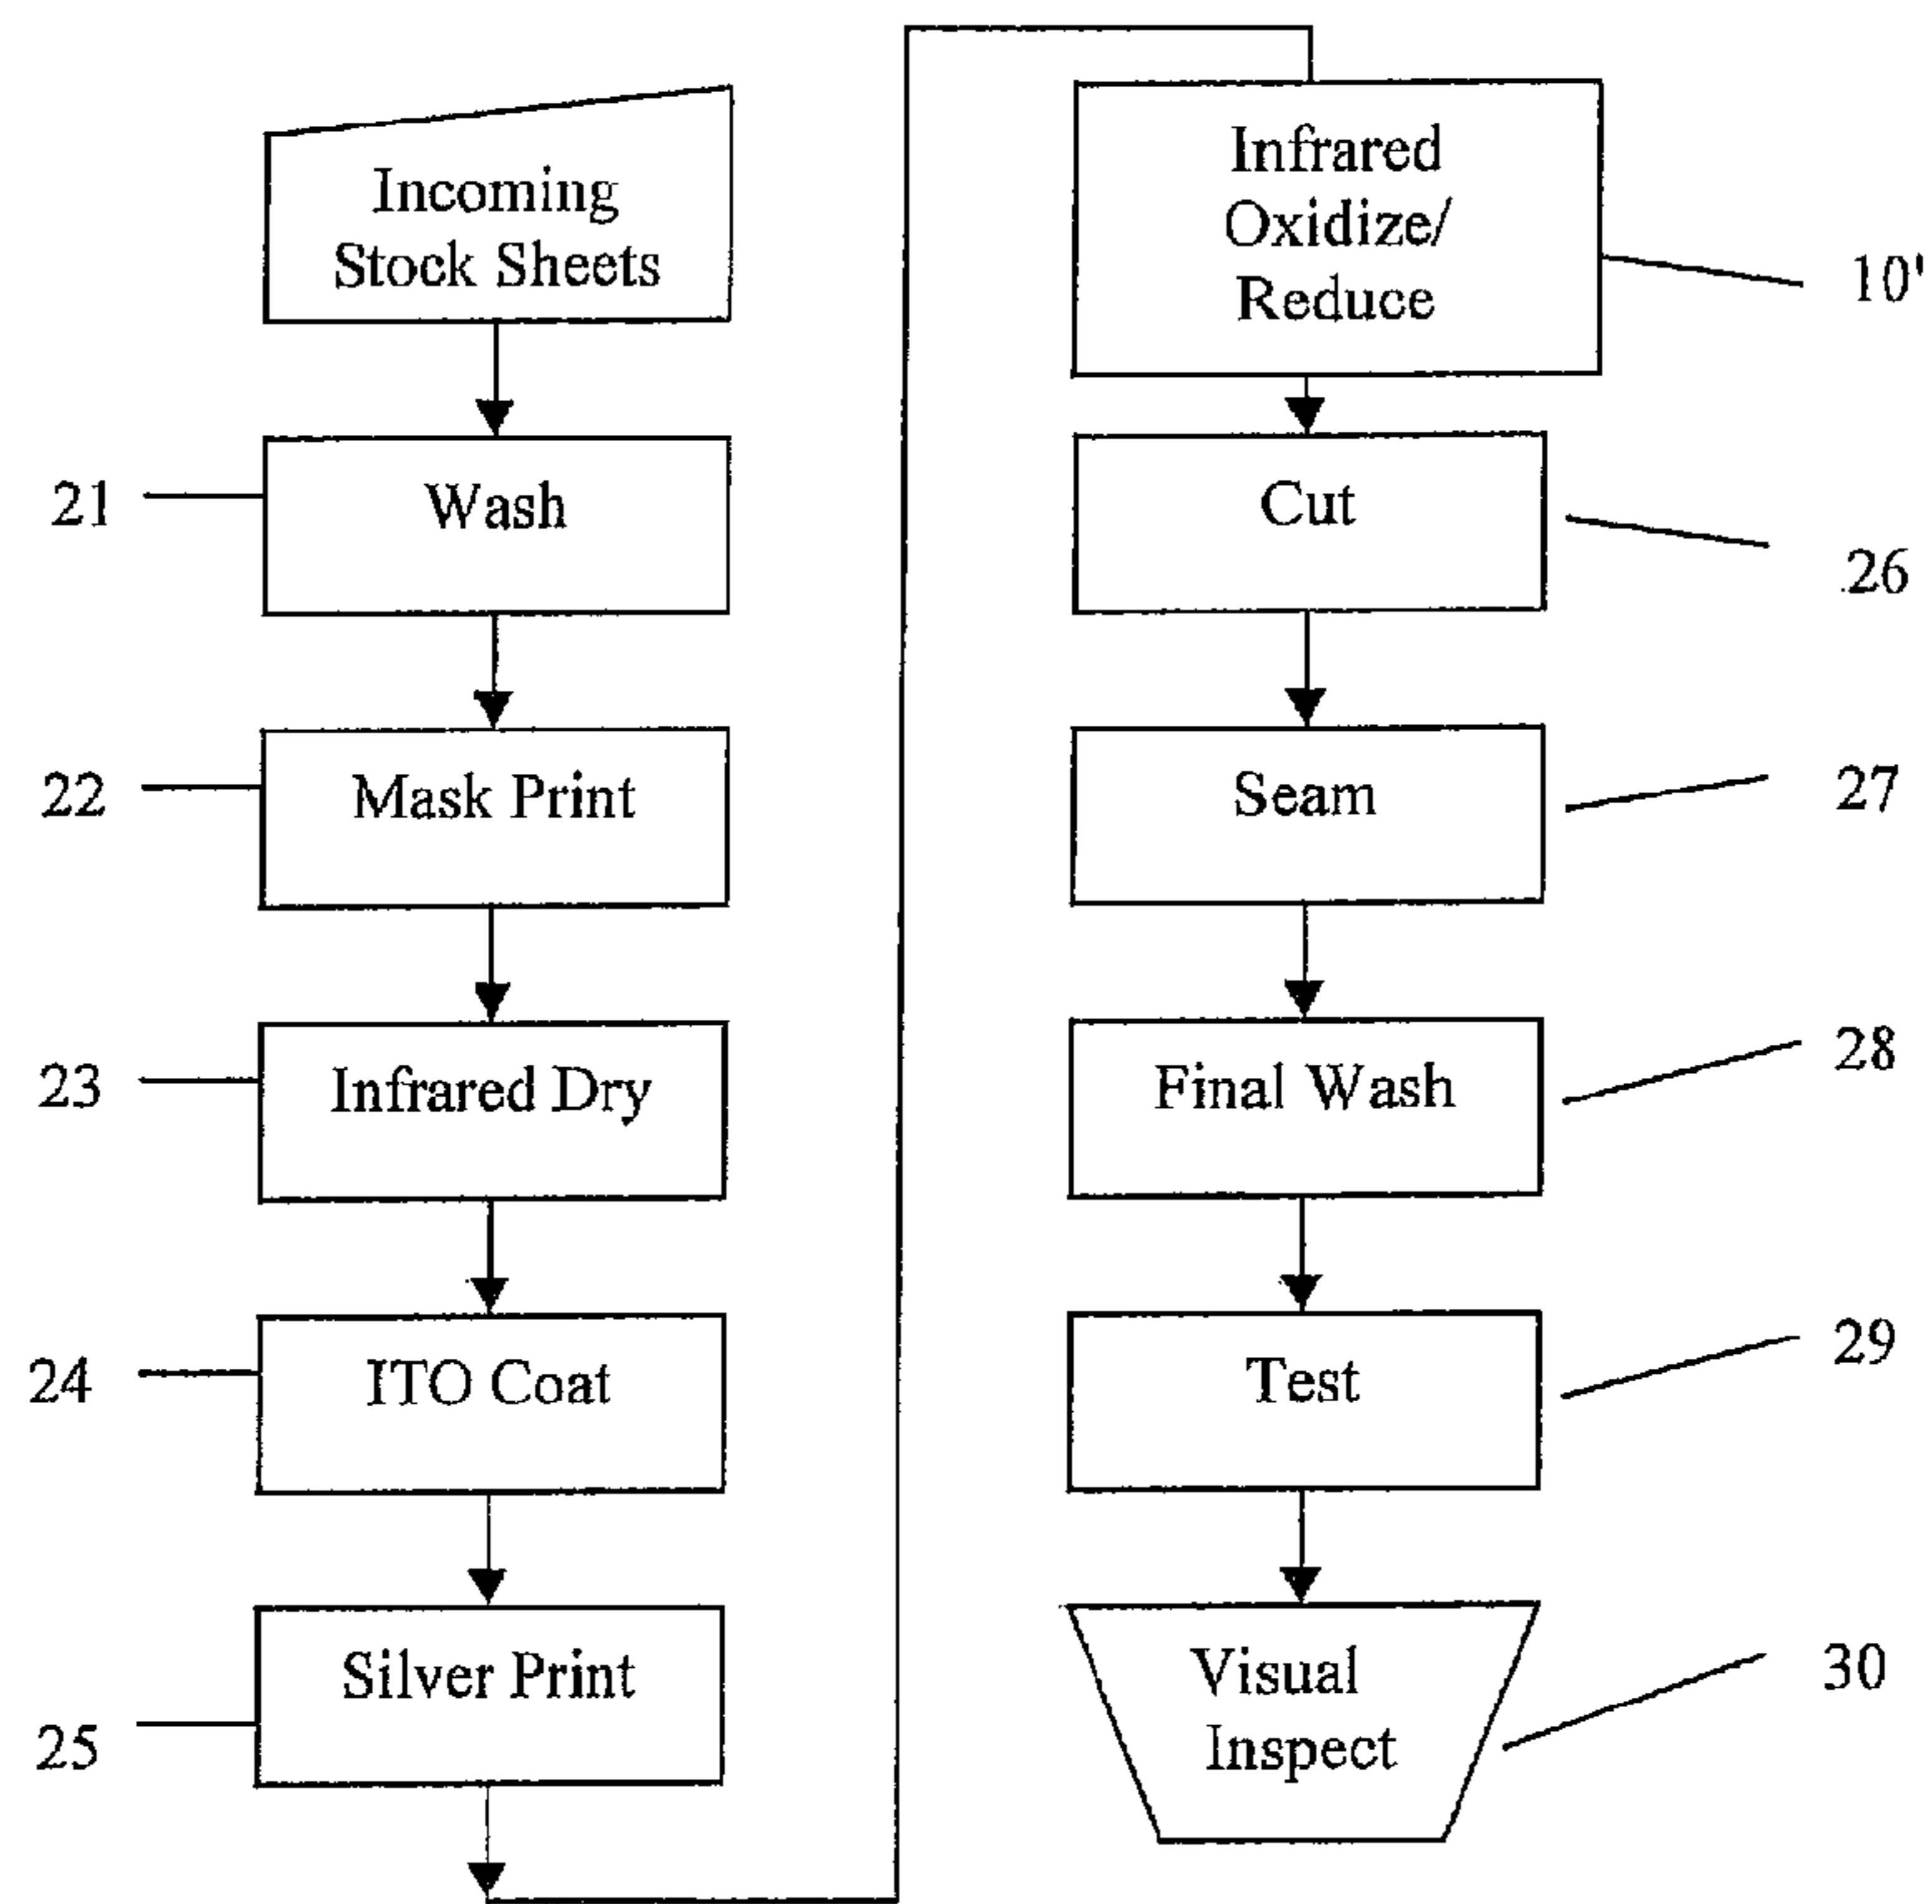 Incoming
Stock Sheets
21
Wash
22
Mask Print
23
Infrared Dry
24
ITO Coat
Silver Print
25
Infrared
Oxidize/
Reduce
10'
Cut
26
Seam
27
Final Wash
28
Test
29
Visual
Inspect
30